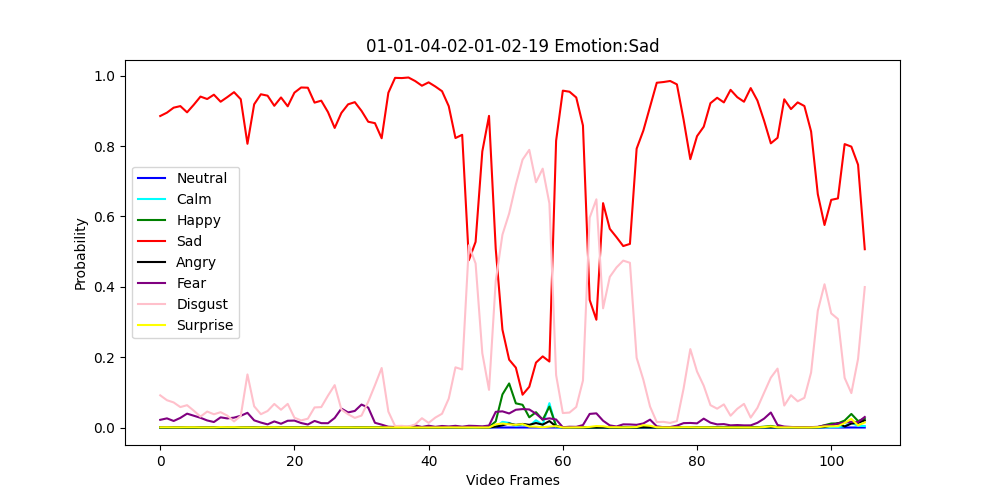 01-01-04-02-01-02-19 Emotion:Sad
1.0
0.8
0.6
0.4
0.2
0.0
Probability
Neutral
Calm
Happy
Sad
Angry
Fear
Disgust
Surprise
0 20 40 60 80 100
Video Frames